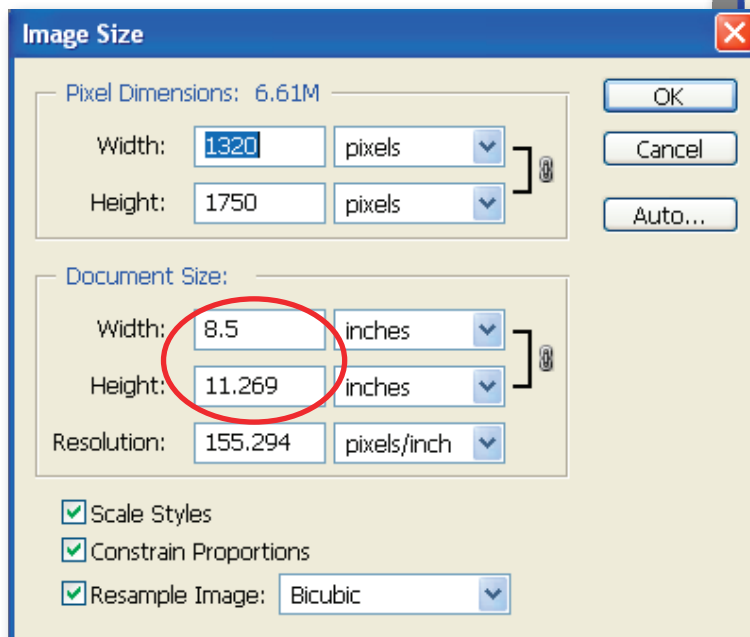 Image Size
Pixel Dimensions: 6.61M
OK
Width: 1320 pixels
Cancel
Height: 1750 pixels
Auto...
Document Size:
Width: 8.5 inches
Height: 11.269 inches
Resolution: 155.294 pixels/inch
Scale Styles
Constrain Proportions
Resample Image: Bicubic